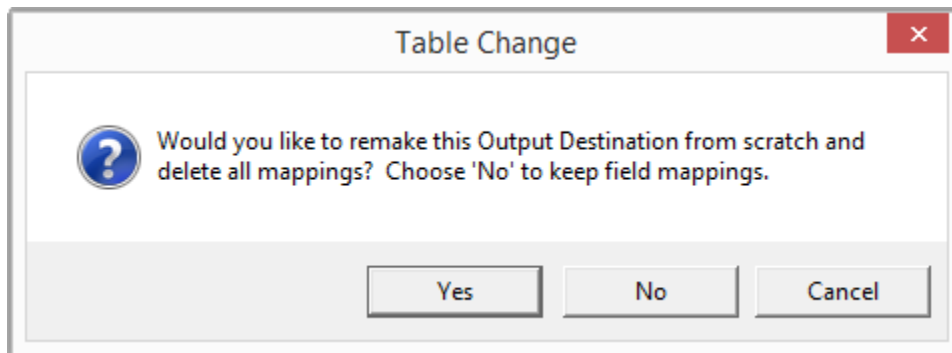 Table Change
Would you like to remake this Output Destination from scratch and
delete all mappings?  Choose 'No' to keep field mappings.
Yes
No
Cancel